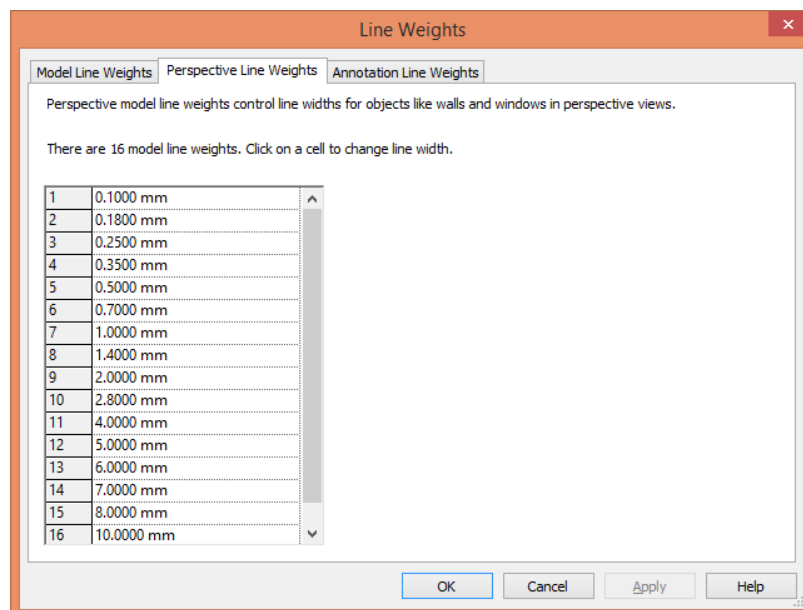 Line Weights
Model Line Weights Perspective Line Weights Annotation Line Weights
Perspective model line weights control line widths for objects like walls and windows in perspective views.
There are 16 model line weights. Click on a cell to change line width.
1 0.1000 mm
2 0.1800 mm
3 0.2500 mm
4 0.3500 mm
5 0.5000 mm
6 0.7000 mm
7 1.0000 mm
8 1.4000 mm
9 2.0000 mm
10 2.8000 mm
11 4.0000 mm
12 5.0000 mm
13 6.0000 mm
14 7.0000 mm
15 8.0000 mm
16 10.0000 mm
OK Cancel Apply Help